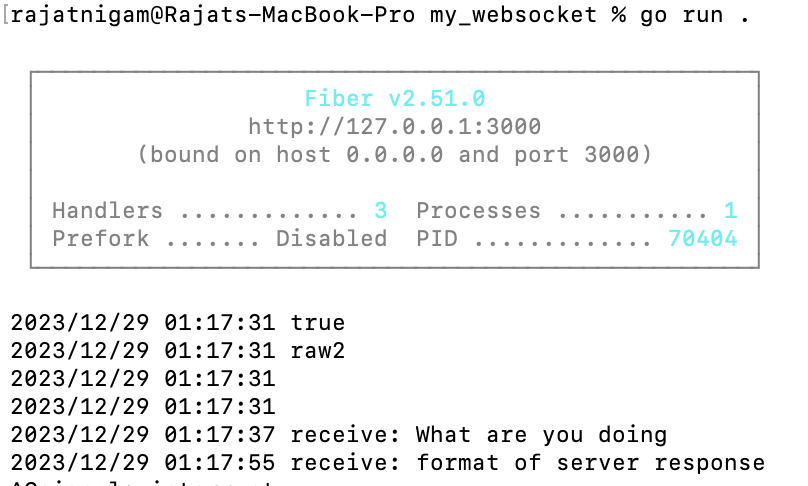 [rajatnigam@Rajats-MacBook-Pro my_websocket % go run .
Fiber v2.51.0
http://127.0.0.1:3000
(bound on host 0.0.0.0 and port 3000)
Handlers ............. 3 Processes ........... 1
Prefork ....... Disabled PID ............. 70404
2023/12/29 01:17:31 true
2023/12/29 01:17:31 raw2
2023/12/29 01:17:31
2023/12/29 01:17:31
2023/12/29 01:17:37 receive: What are you doing
2023/12/29 01:17:55 receive: format of server response